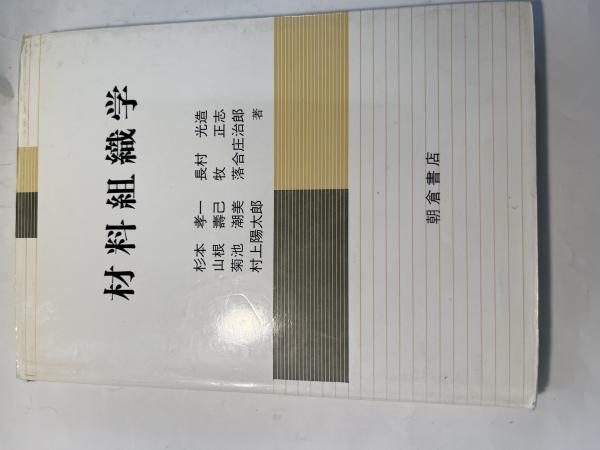 材料組織学
杉本 孝一 長村 光造
山根 壽己 牧 正志
菊池 潮美 落合庄治郎
村上陽太郎 著
朝倉書店